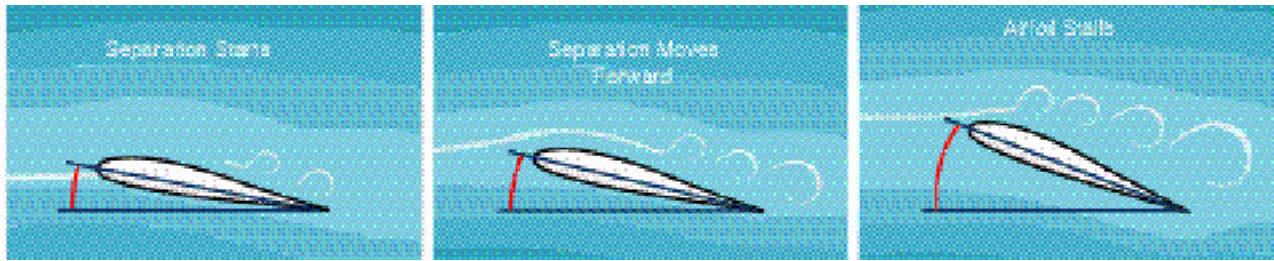 Separation Starts
Separation Moves
Forward
Airfoil Stalls